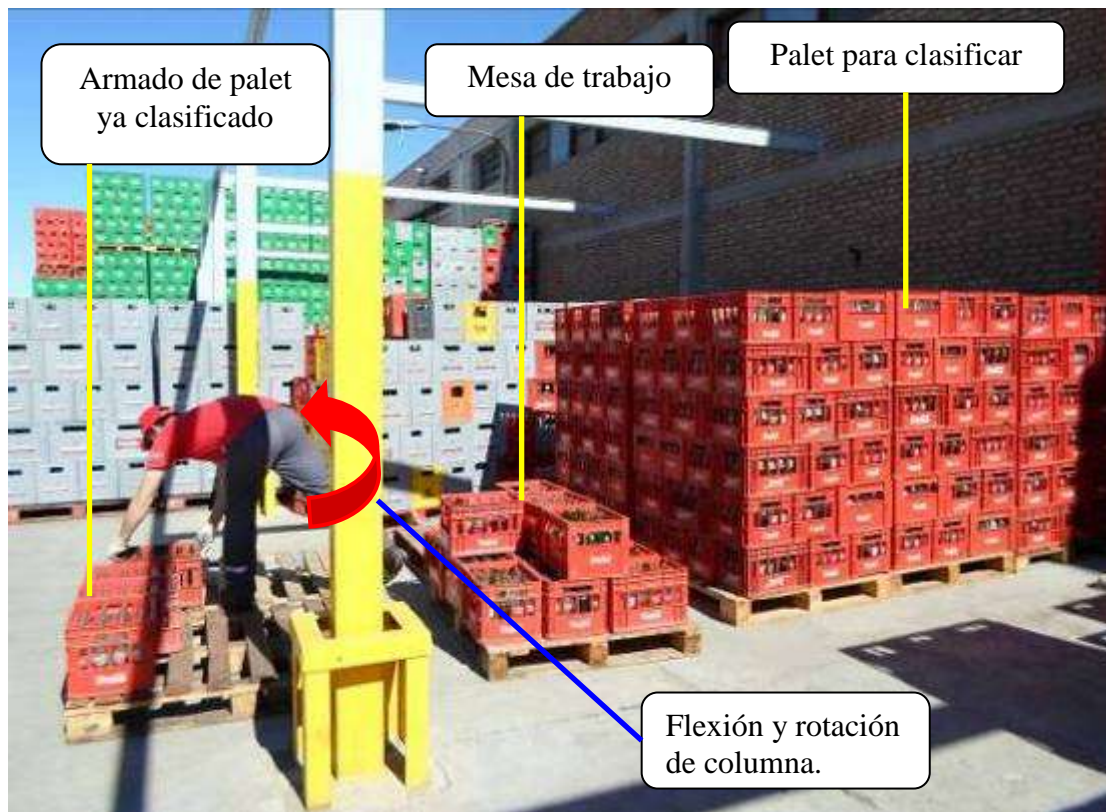 Armado de palet
ya clasificado
Mesa de trabajo
Palet para clasificar
Flexión y rotación
de columna.